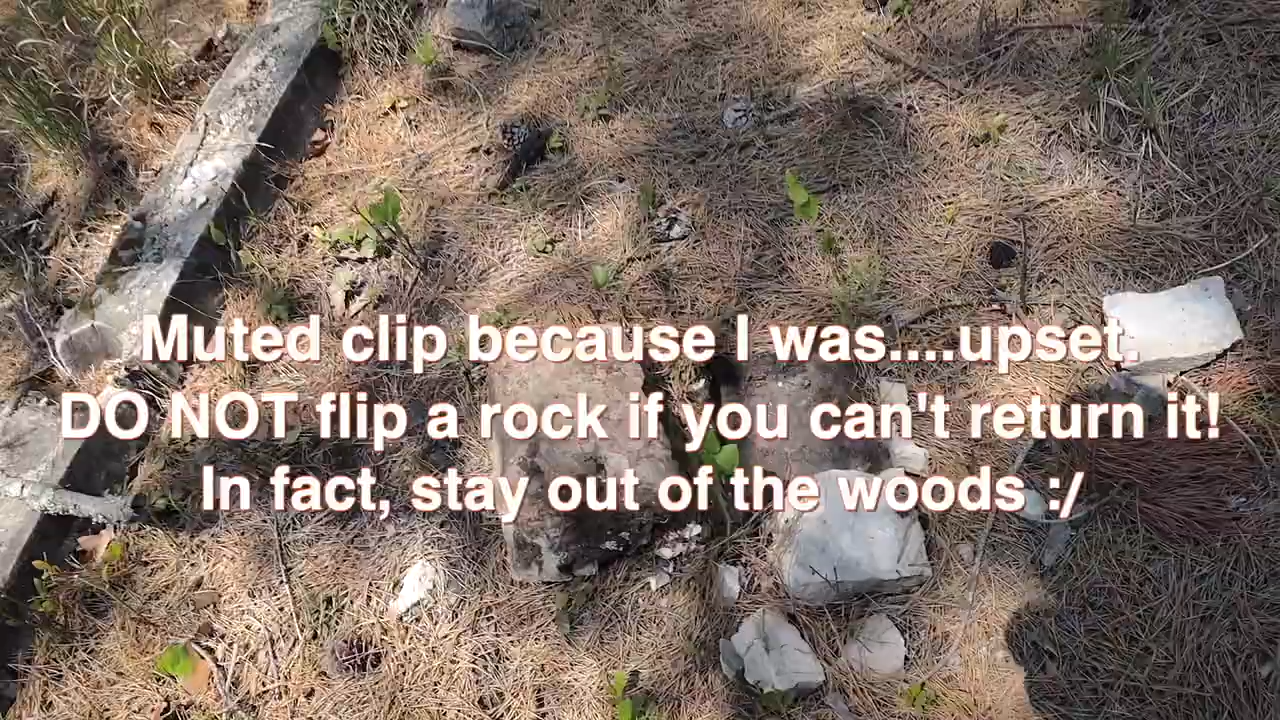 Muted clip because I was....upset.
DO NOT flip a rock if you can't return it!
In fact, stay out of the woods :/